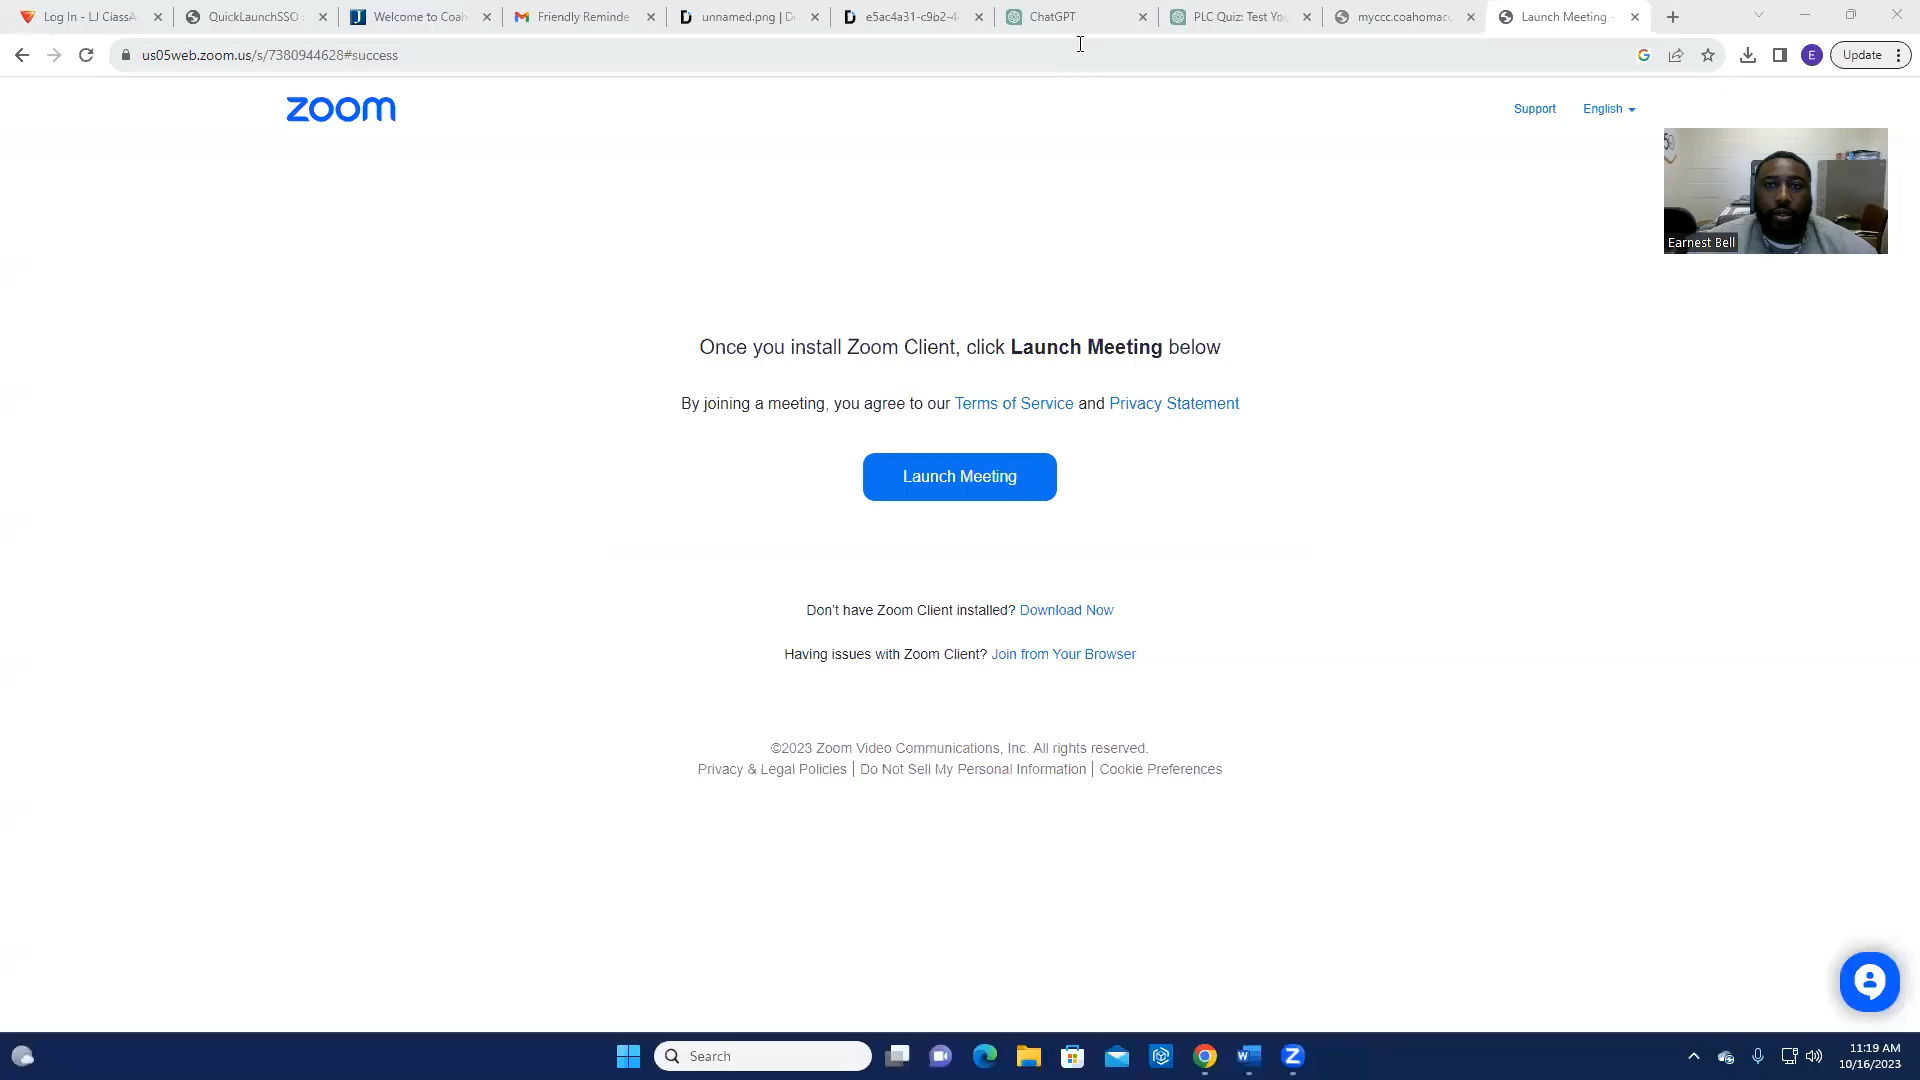 Log In - LJ ClassA
QuickLaunchSSO
Welcome to Coah
Friendly Reminde
unnamed.png | D
e5ac4a31-c9b2-4
ChatGPT
PLC Quiz: Test Yo
myccc.coahomac
Launch Meeting -
us05web.zoom.us/s/7380944628#success
E
Update
zoom
Support
English
Earnest Bell
Once you install Zoom Client, click Launch Meeting below
By joining a meeting, you agree to our Terms of Service and Privacy Statement
Launch Meeting
Don't have Zoom Client installed? Download Now
Having issues with Zoom Client? Join from Your Browser
©2023 Zoom Video Communications, Inc. All rights reserved.
Privacy & Legal Policies | Do Not Sell My Personal Information | Cookie Preferences
Search
11:19 AM
10/16/2023